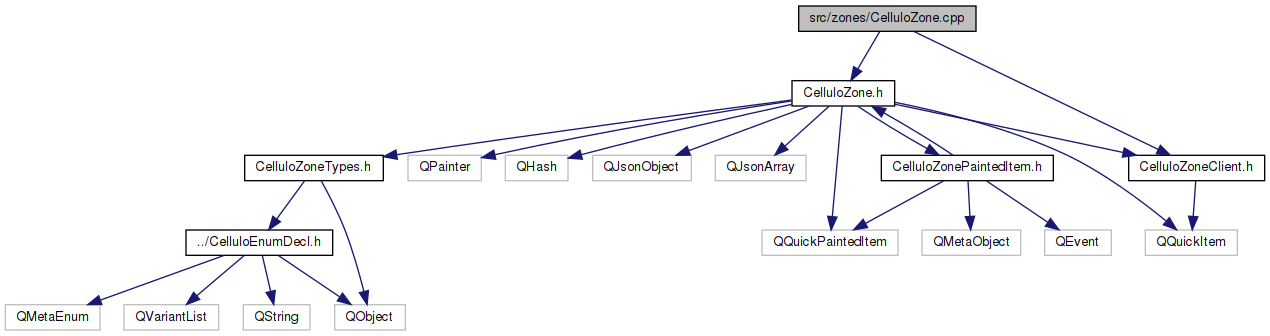 src/zones/CelluloZone.cpp
CelluloZone.h
CelluloZoneTypes.h
QPainter
QHash
QJsonObject
QJsonArray
CelluloZonePaintedItem.h
CelluloZoneClient.h
../CelluloEnumDecl.h
QQuickPaintedItem
QMetaObject
QEvent
QQuickItem
QMetaEnum
QVariantList
QString
QObject